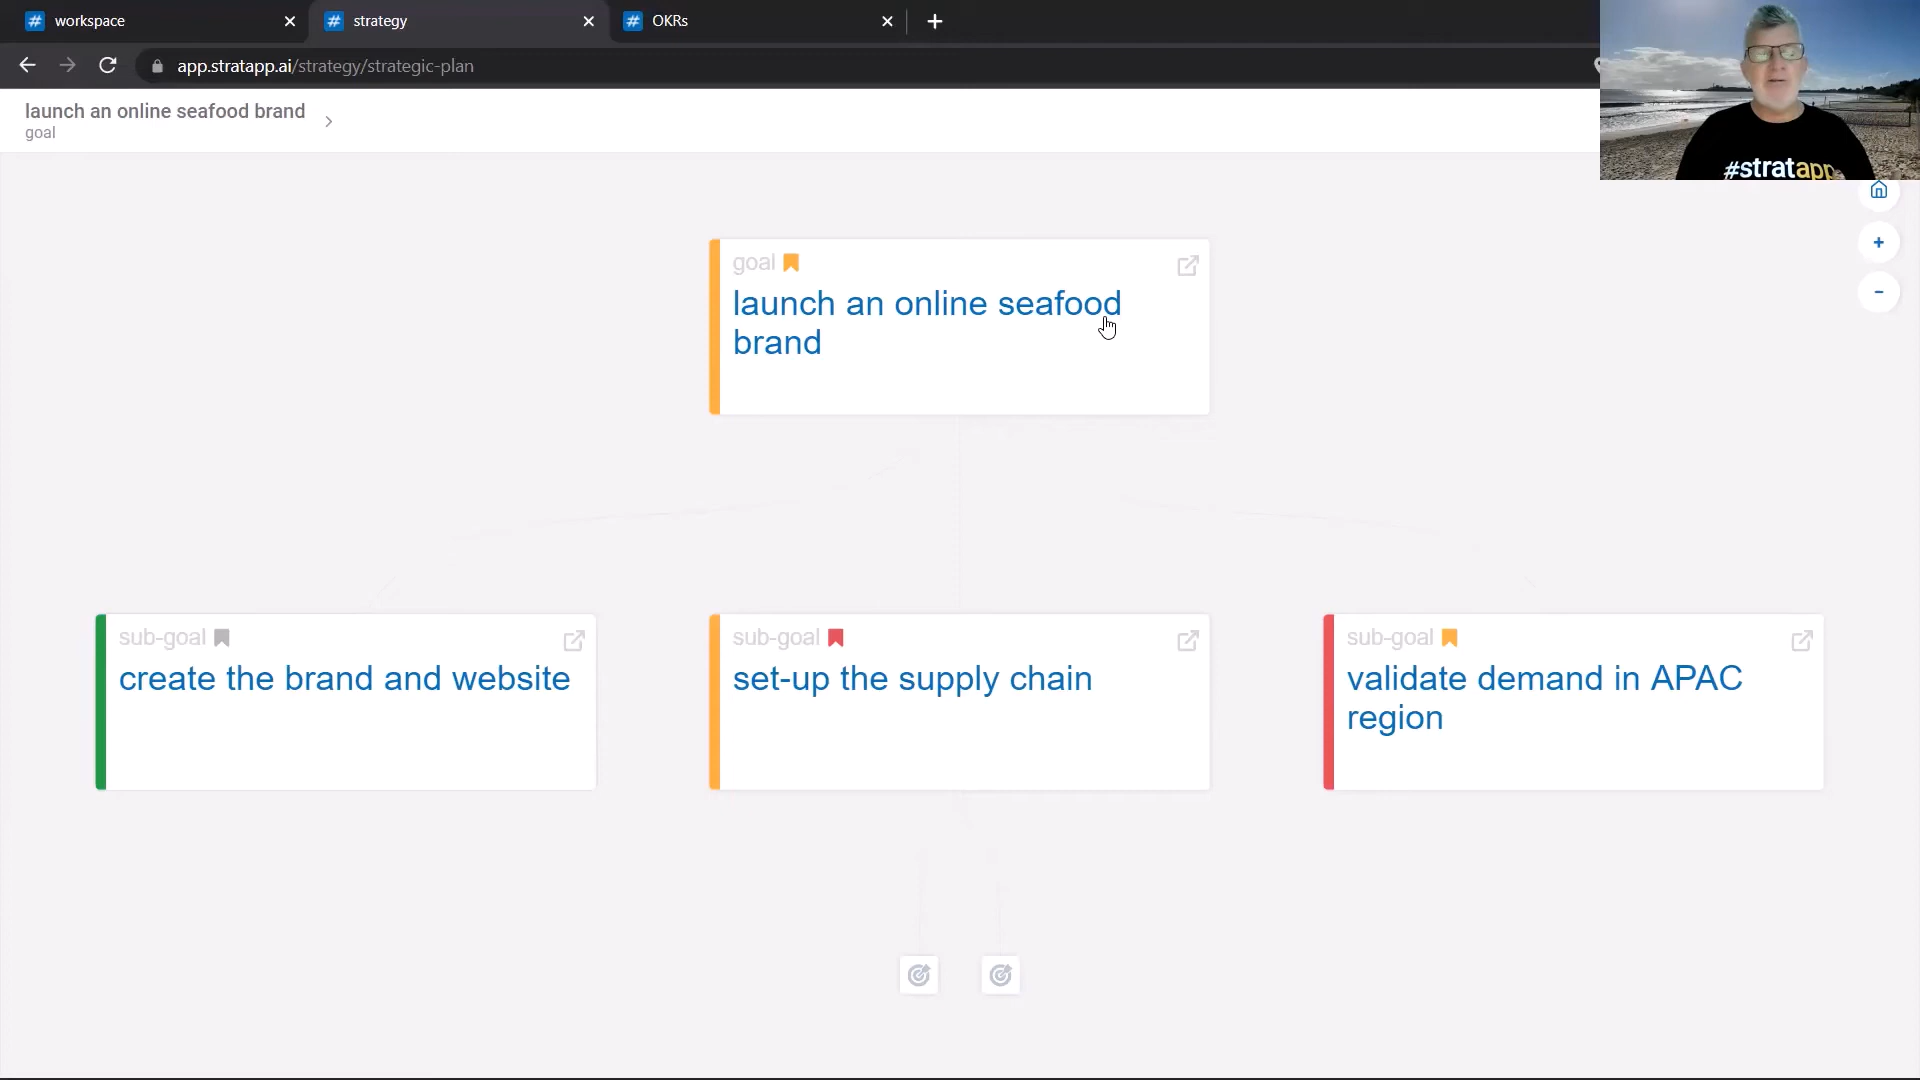 workspace
strategy
OKRs
app.stratapp.ai/strategy/strategic-plan
launch an online seafood brand
goal
#stratapp
goal
launch an online seafood
brand
sub-goal
create the brand and website
sub-goal
set-up the supply chain
sub-goal
validate demand in APAC
region